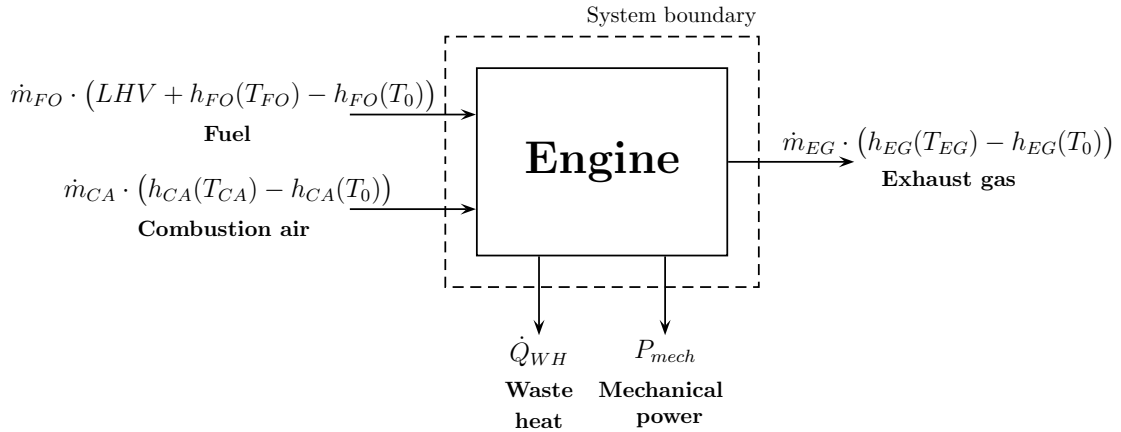 System boundary
ṁ_FO · (LHV + h_FO(T_FO) − h_FO(T_0))
Fuel
Engine
ṁ_EG · (h_EG(T_EG) − h_EG(T_0))
Exhaust gas
ṁ_CA · (h_CA(T_CA) − h_CA(T_0))
Combustion air
Q̇_WH
Waste
heat
P_mech
Mechanical
power